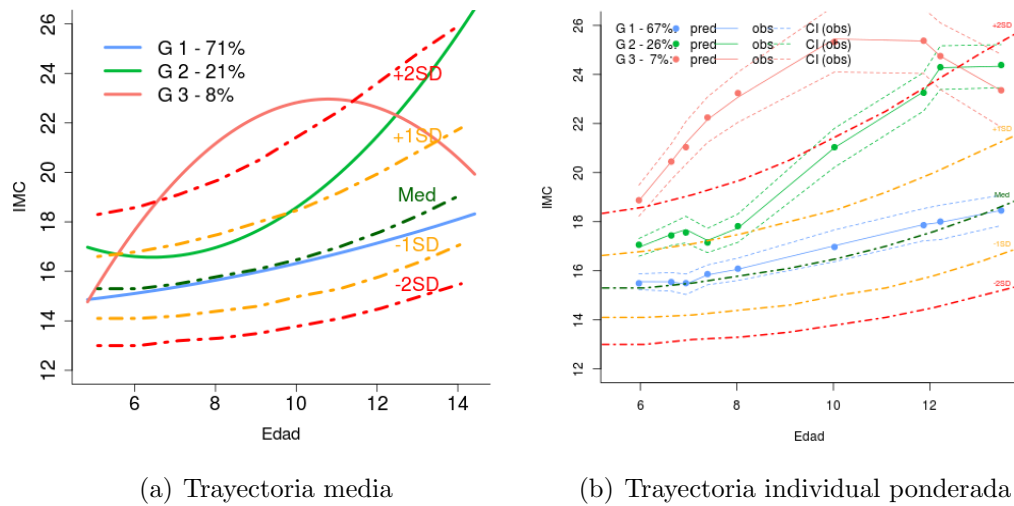 G 1 - 71%
G 2 - 21%
G 3 - 8%
+2SD
+1SD
Med
-1SD
-2SD
12
14
16
18
20
22
24
26
IMC
6
8
10
12
14
Edad
(a) Trayectoria media
G 1 - 67%: pred obs CI (obs)
G 2 - 26%: pred obs CI (obs)
G 3 - 7%: pred obs CI (obs)
+2SD
+1SD
Med
-1SD
-2SD
12
14
16
18
20
22
24
26
IMC
6
8
10
12
Edad
(b) Trayectoria individual ponderada